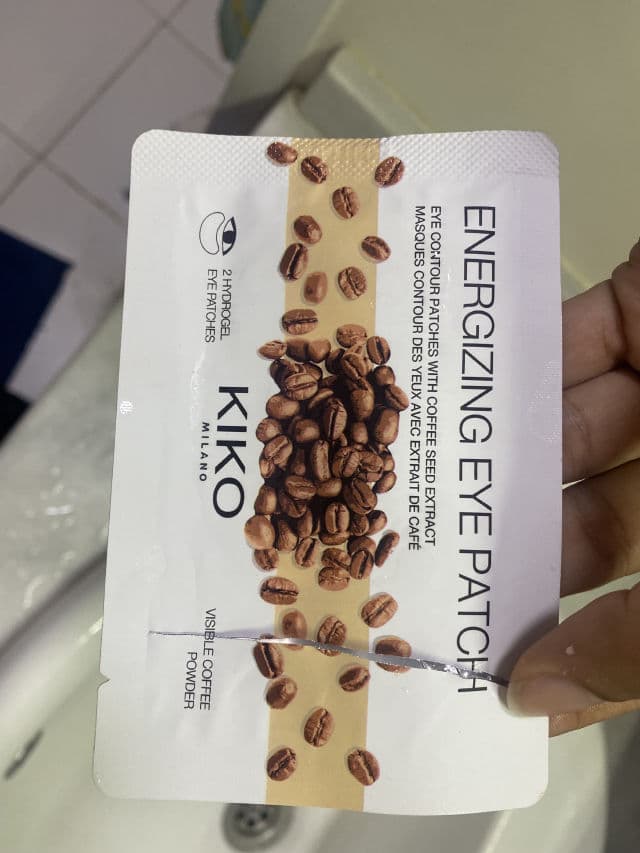 ENERGIZING EYE PATCH
EYE CONTOUR PATCHES WITH COFFEE SEED EXTRACT
MASQUES CONTOUR DES YEUX AVEC EXTRAIT DE CAFÉ
KIKO
MILANO
2 HYDROGEL
EYE PATCHES
VISIBLE COFFEE
POWDER